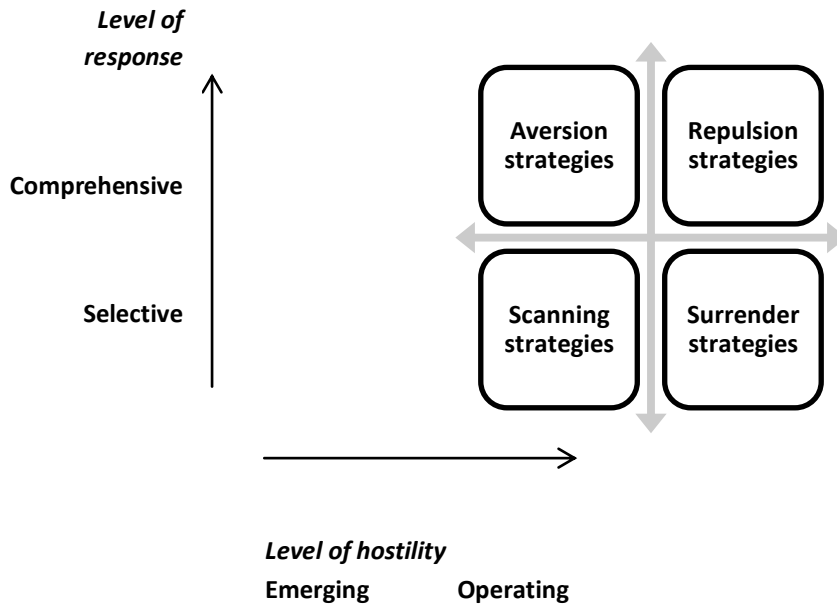 Level of
response
Aversion
strategies
Repulsion
strategies
Comprehensive
Selective
Scanning
strategies
Surrender
strategies
Level of hostility
Emerging Operating